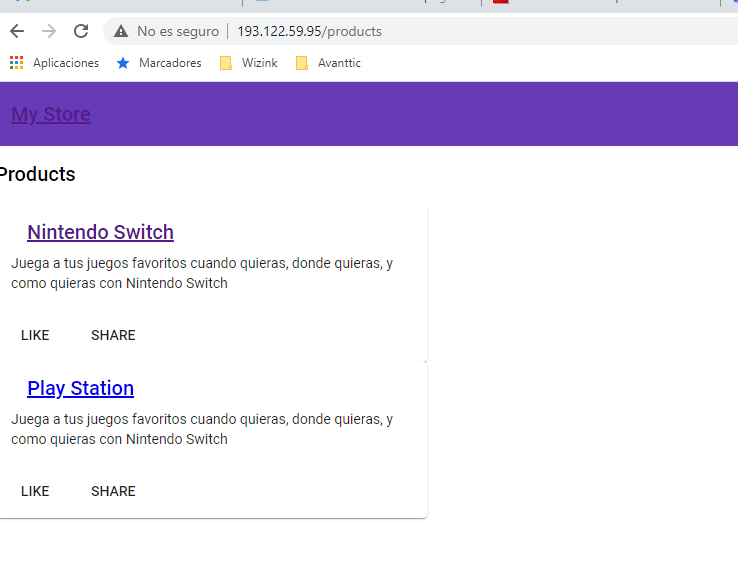 No es seguro | 193.122.59.95/products
Aplicaciones Marcadores Wizink Avanttic
My Store
Products
Nintendo Switch
Juega a tus juegos favoritos cuando quieras, donde quieras, y
como quieras con Nintendo Switch
LIKE SHARE
Play Station
Juega a tus juegos favoritos cuando quieras, donde quieras, y
como quieras con Nintendo Switch
LIKE SHARE